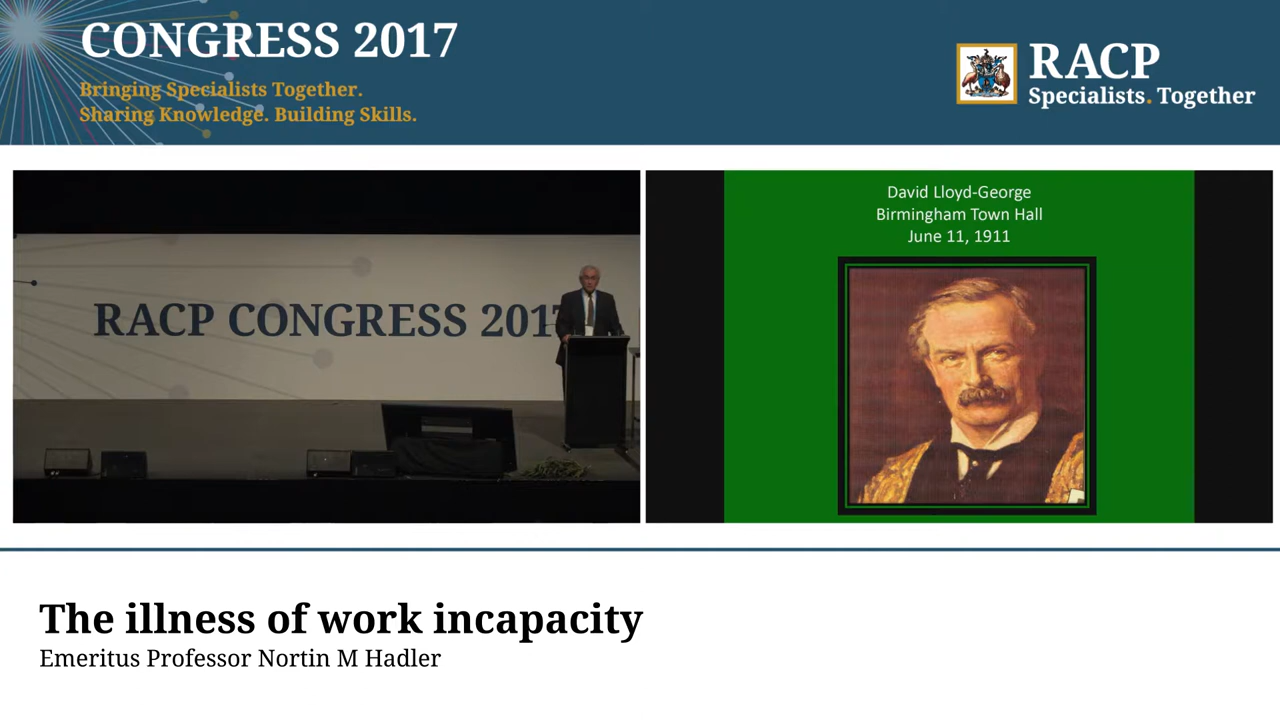 CONGRESS 2017
Bringing Specialists Together.
Sharing Knowledge. Building Skills.
RACP
Specialists. Together
RACP CONGRESS 2017
David Lloyd-George
Birmingham Town Hall
June 11, 1911
The illness of work incapacity
Emeritus Professor Nortin M Hadler